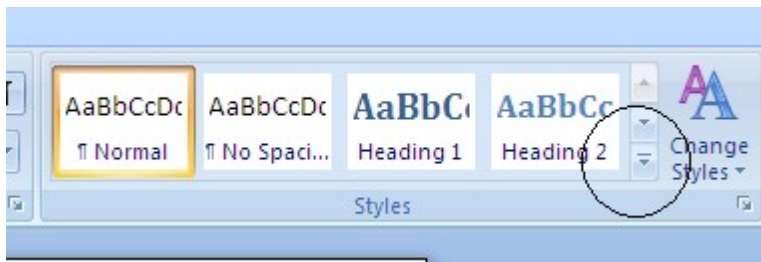 AaBbCcDc AaBbCcDc AaBbC AaBbCc
¶ Normal ¶ No Spaci... Heading 1 Heading 2
Change
Styles
Styles